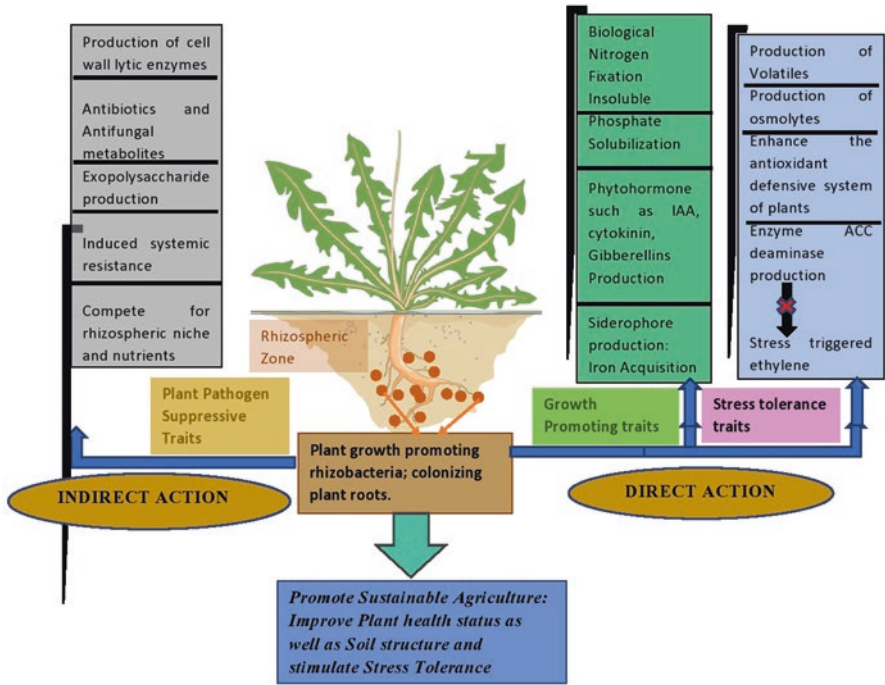 Production of cell
wall lytic enzymes
Antibiotics and
Antifungal
metabolites
Exopolysaccharide
production
Induced systemic
resistance
Compete for
rhizospheric niche
and nutrients
Plant Pathogen
Suppressive
Traits
INDIRECT ACTION
Rhizospheric
Zone
Plant growth promoting
rhizobacteria; colonizing
plant roots.
Promote Sustainable Agriculture:
Improve Plant health status as
well as Soil structure and
stimulate Stress Tolerance
Biological
Nitrogen
Fixation
Insoluble
Phosphate
Solubilization
Phytohormone
such as IAA,
cytokinin,
Gibberellins
Production
Siderophore
production:
Iron Acquisition
Growth
Promoting traits
Production of
Volatiles
Production of
osmolytes
Enhance the
antioxidant
defensive system
of plants
Enzyme ACC
deaminase
production
Stress triggered
ethylene
Stress tolerance
traits
DIRECT ACTION